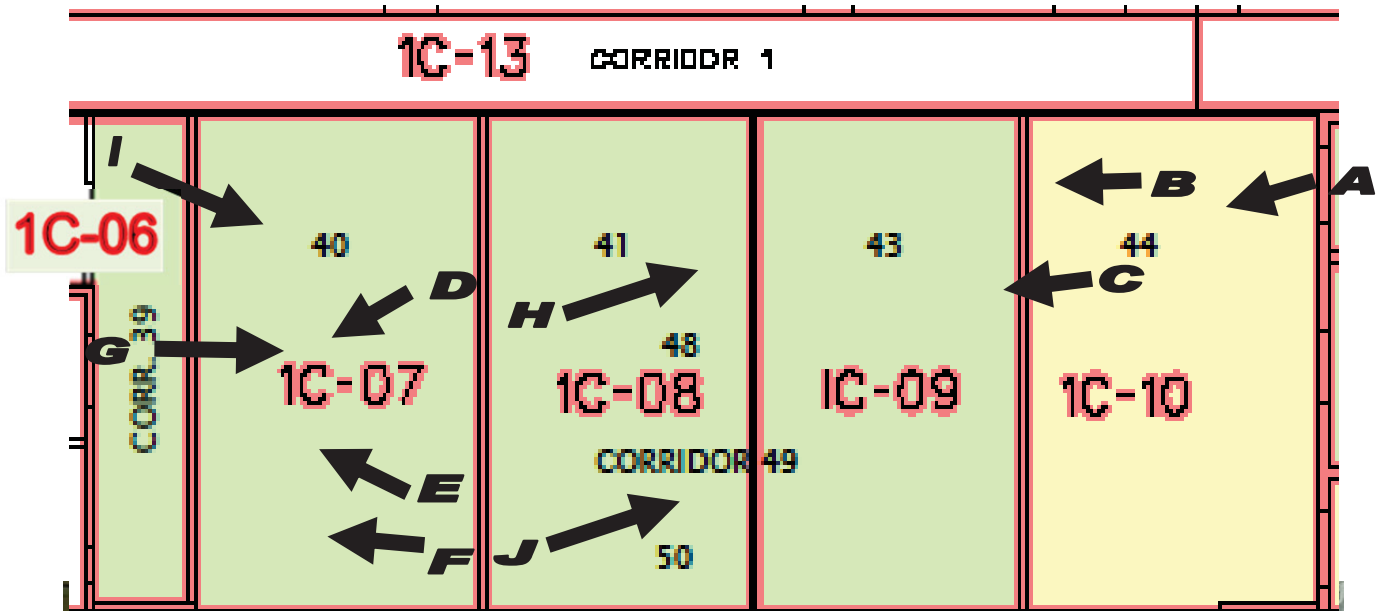 1C-13 CORRIDOR 1
I
B A
1C-06
40 41 43 44
D C
H
CORR. 39
G 48
1C-07 1C-08 IC-09 1C-10
CORRIDOR 49
E
F J 50